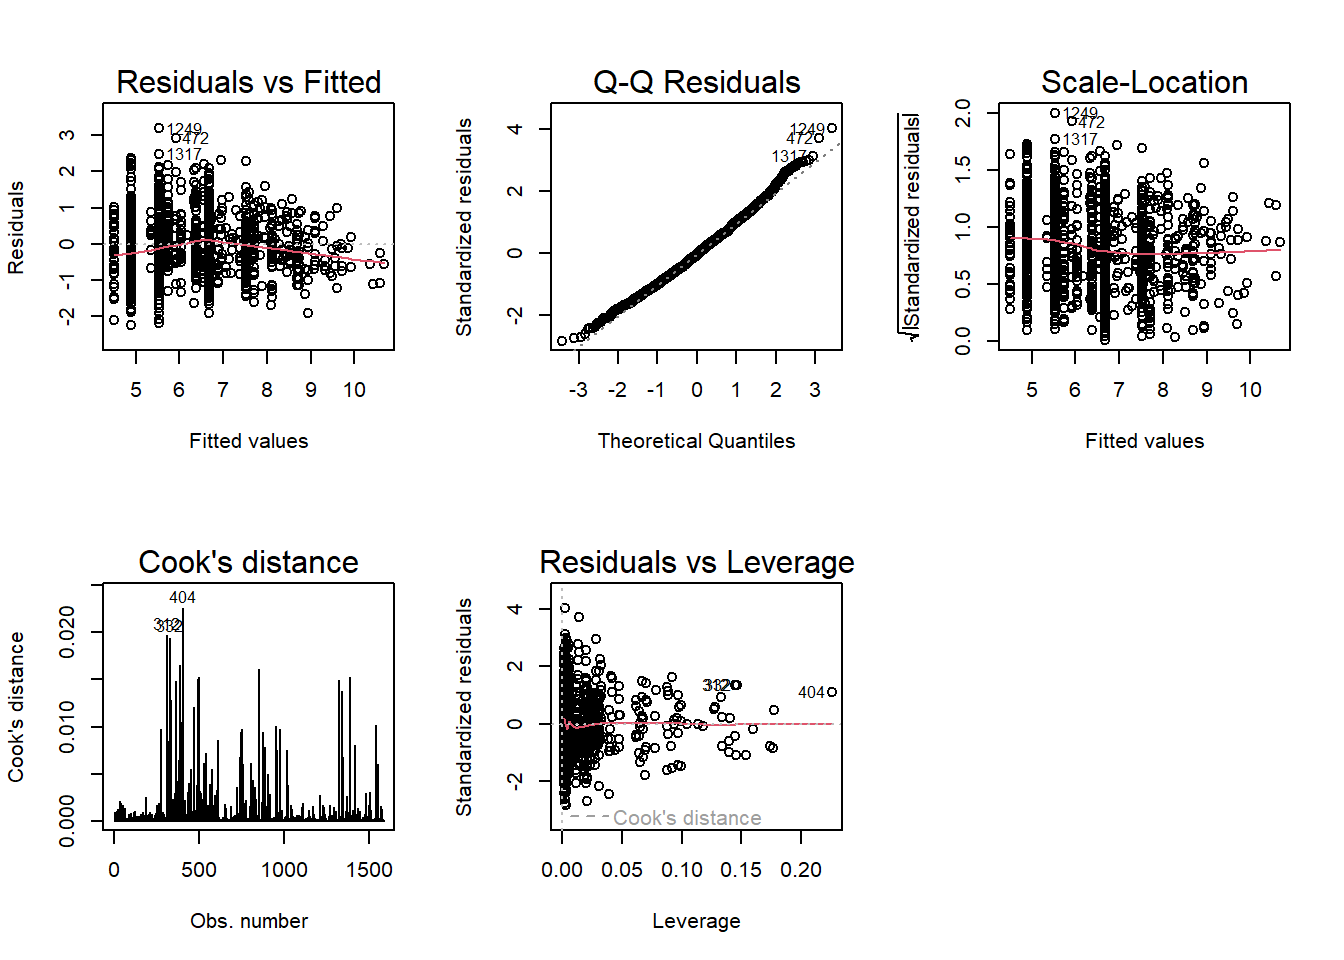 Residuals vs Fitted
Residuals
3
2
1
0
-1
-2
1249
472
1317
5 6 7 8 9 10
Fitted values
Q-Q Residuals
Standardized residuals
4
2
0
-2
1249
472
1317
-3 -2 -1 0 1 2 3
Theoretical Quantiles
Scale-Location
√|Standardized residuals|
2.0
1.5
1.0
0.5
0.0
1249
472
1317
5 6 7 8 9 10
Fitted values
Cook's distance
Cook's distance
0.020
0.010
0.000
404
312
332
0 500 1000 1500
Obs. number
Residuals vs Leverage
Standardized residuals
4
2
0
-2
312
332
404
Cook's distance
0.00 0.05 0.10 0.15 0.20
Leverage